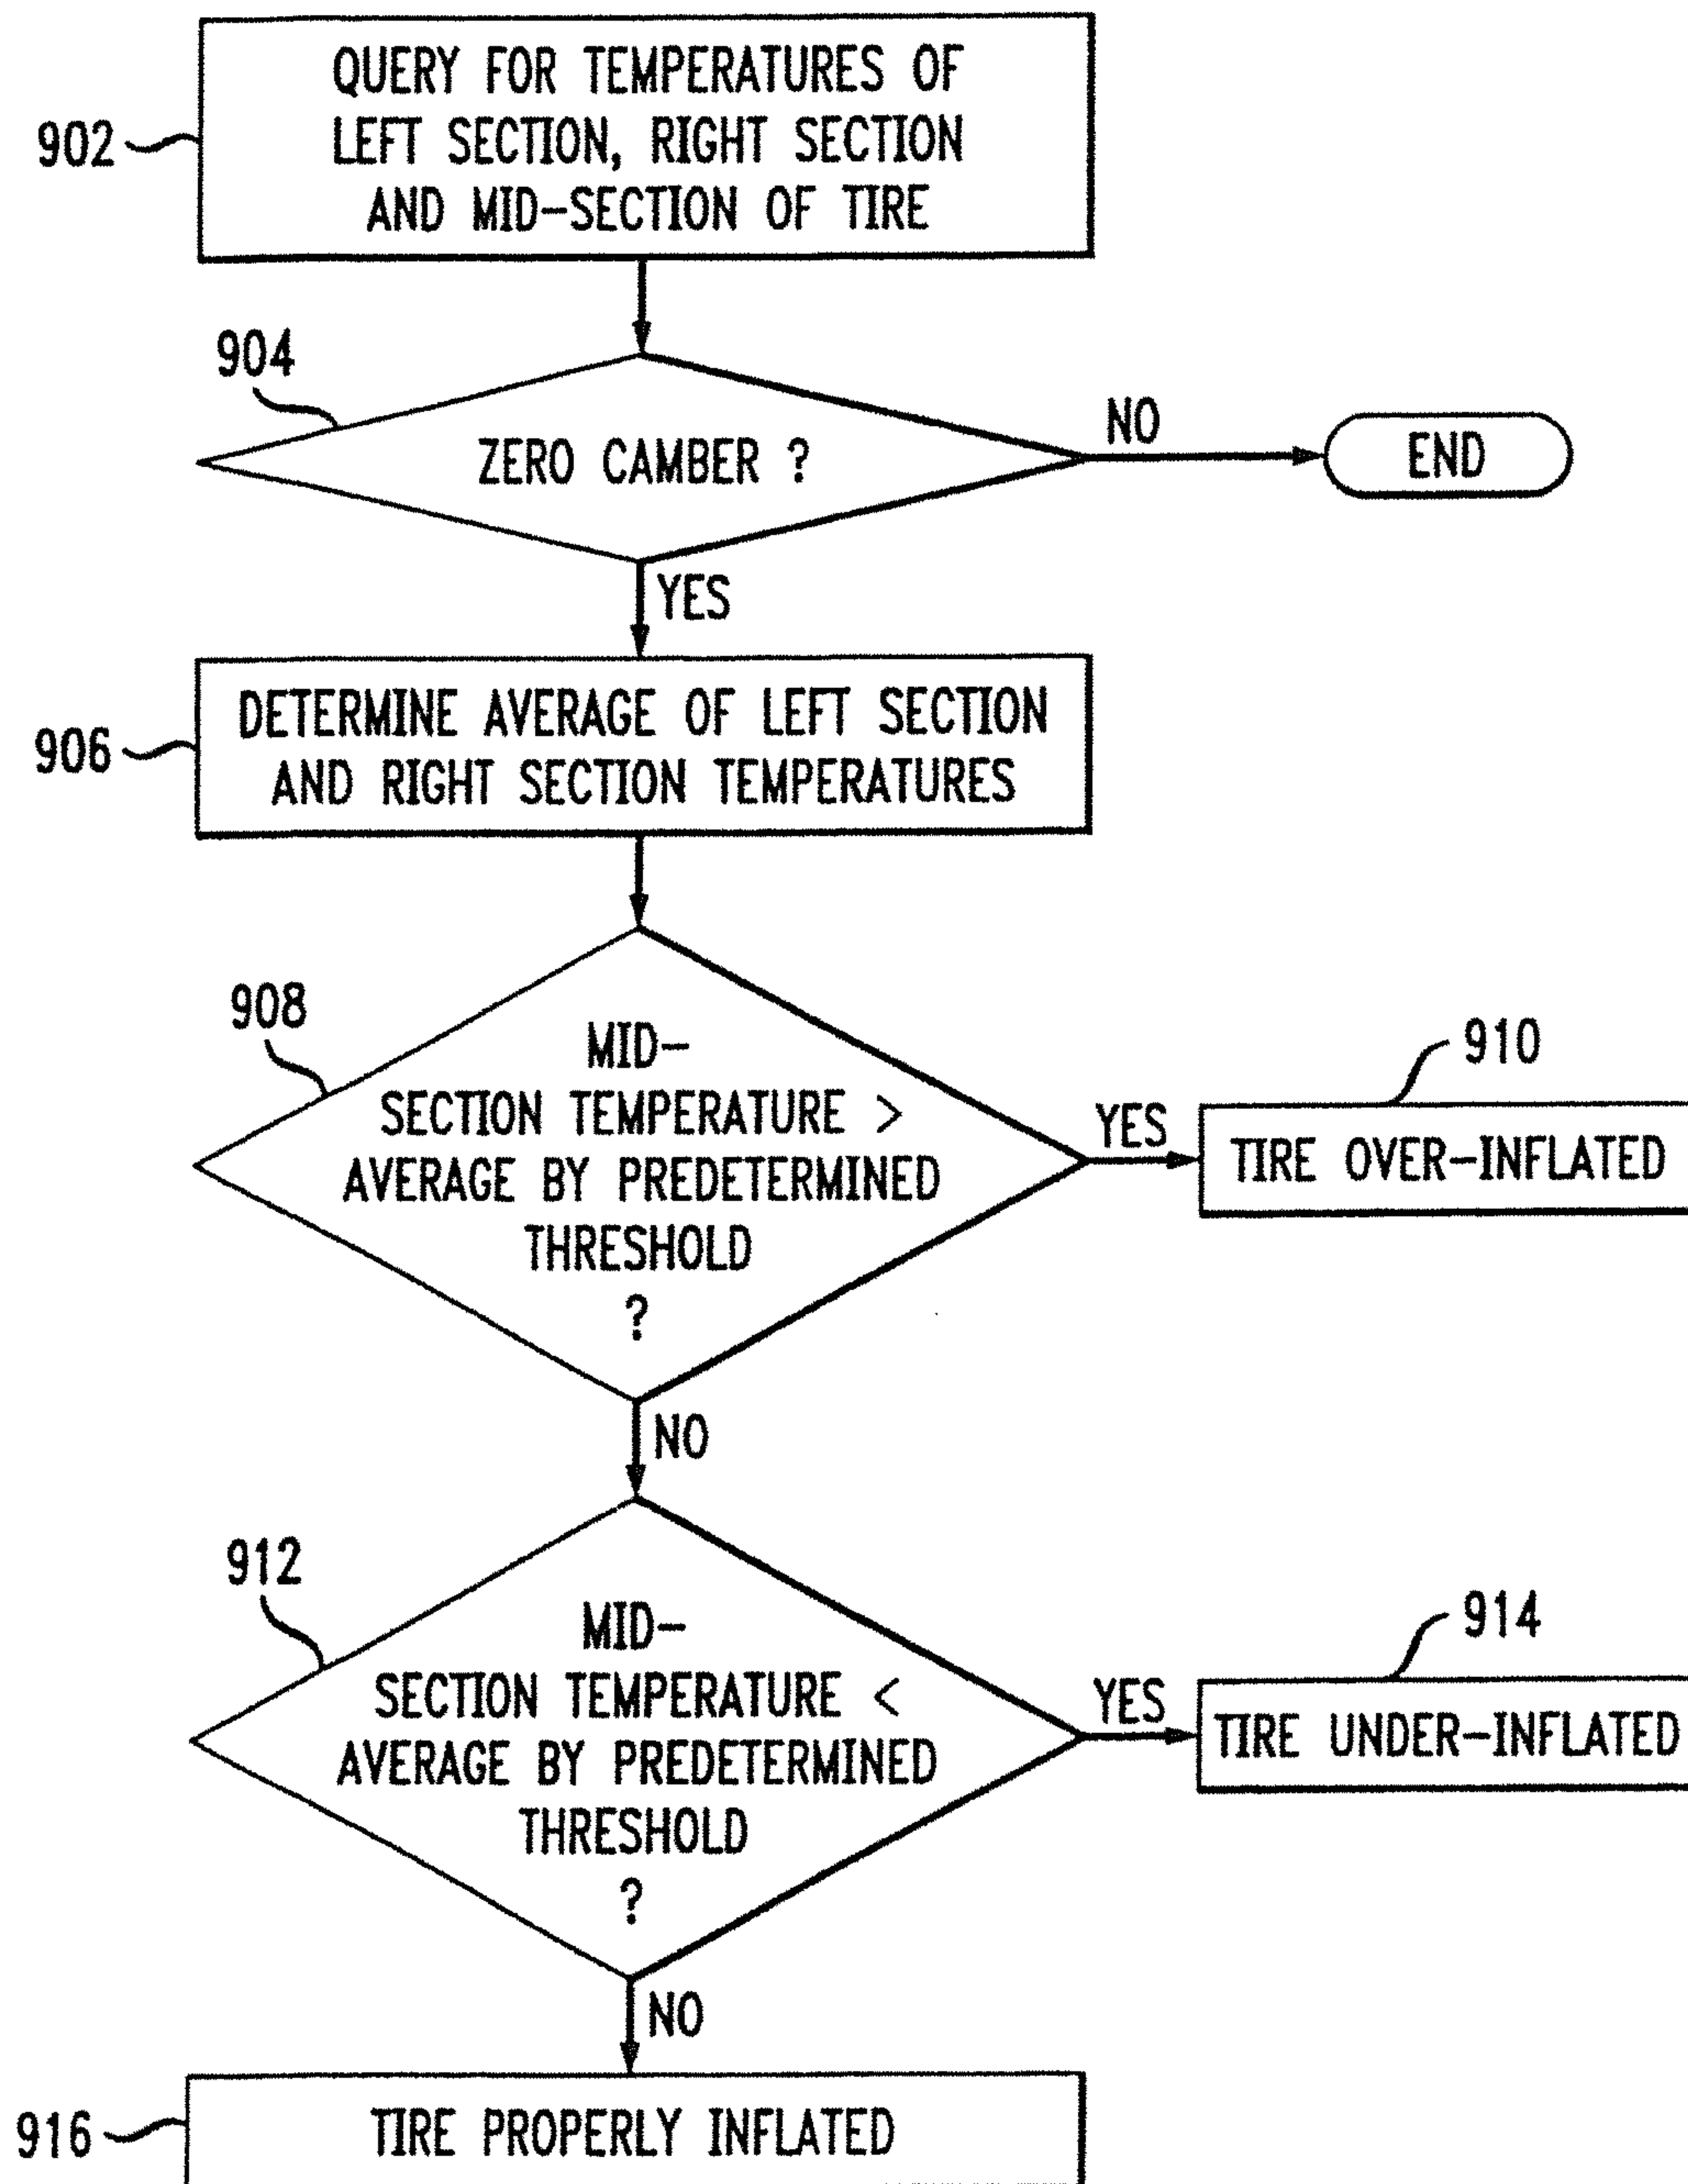 QUERY FOR TEMPERATURES OF
LEFT SECTION, RIGHT SECTION
AND MID-SECTION OF TIRE
902
904
ZERO CAMBER ?
NO
END
YES
906
DETERMINE AVERAGE OF LEFT SECTION
AND RIGHT SECTION TEMPERATURES
908
MID-
SECTION TEMPERATURE >
AVERAGE BY PREDETERMINED
THRESHOLD
?
YES
910
TIRE OVER-INFLATED
NO
912
MID-
SECTION TEMPERATURE <
AVERAGE BY PREDETERMINED
THRESHOLD
?
YES
914
TIRE UNDER-INFLATED
NO
916
TIRE PROPERLY INFLATED